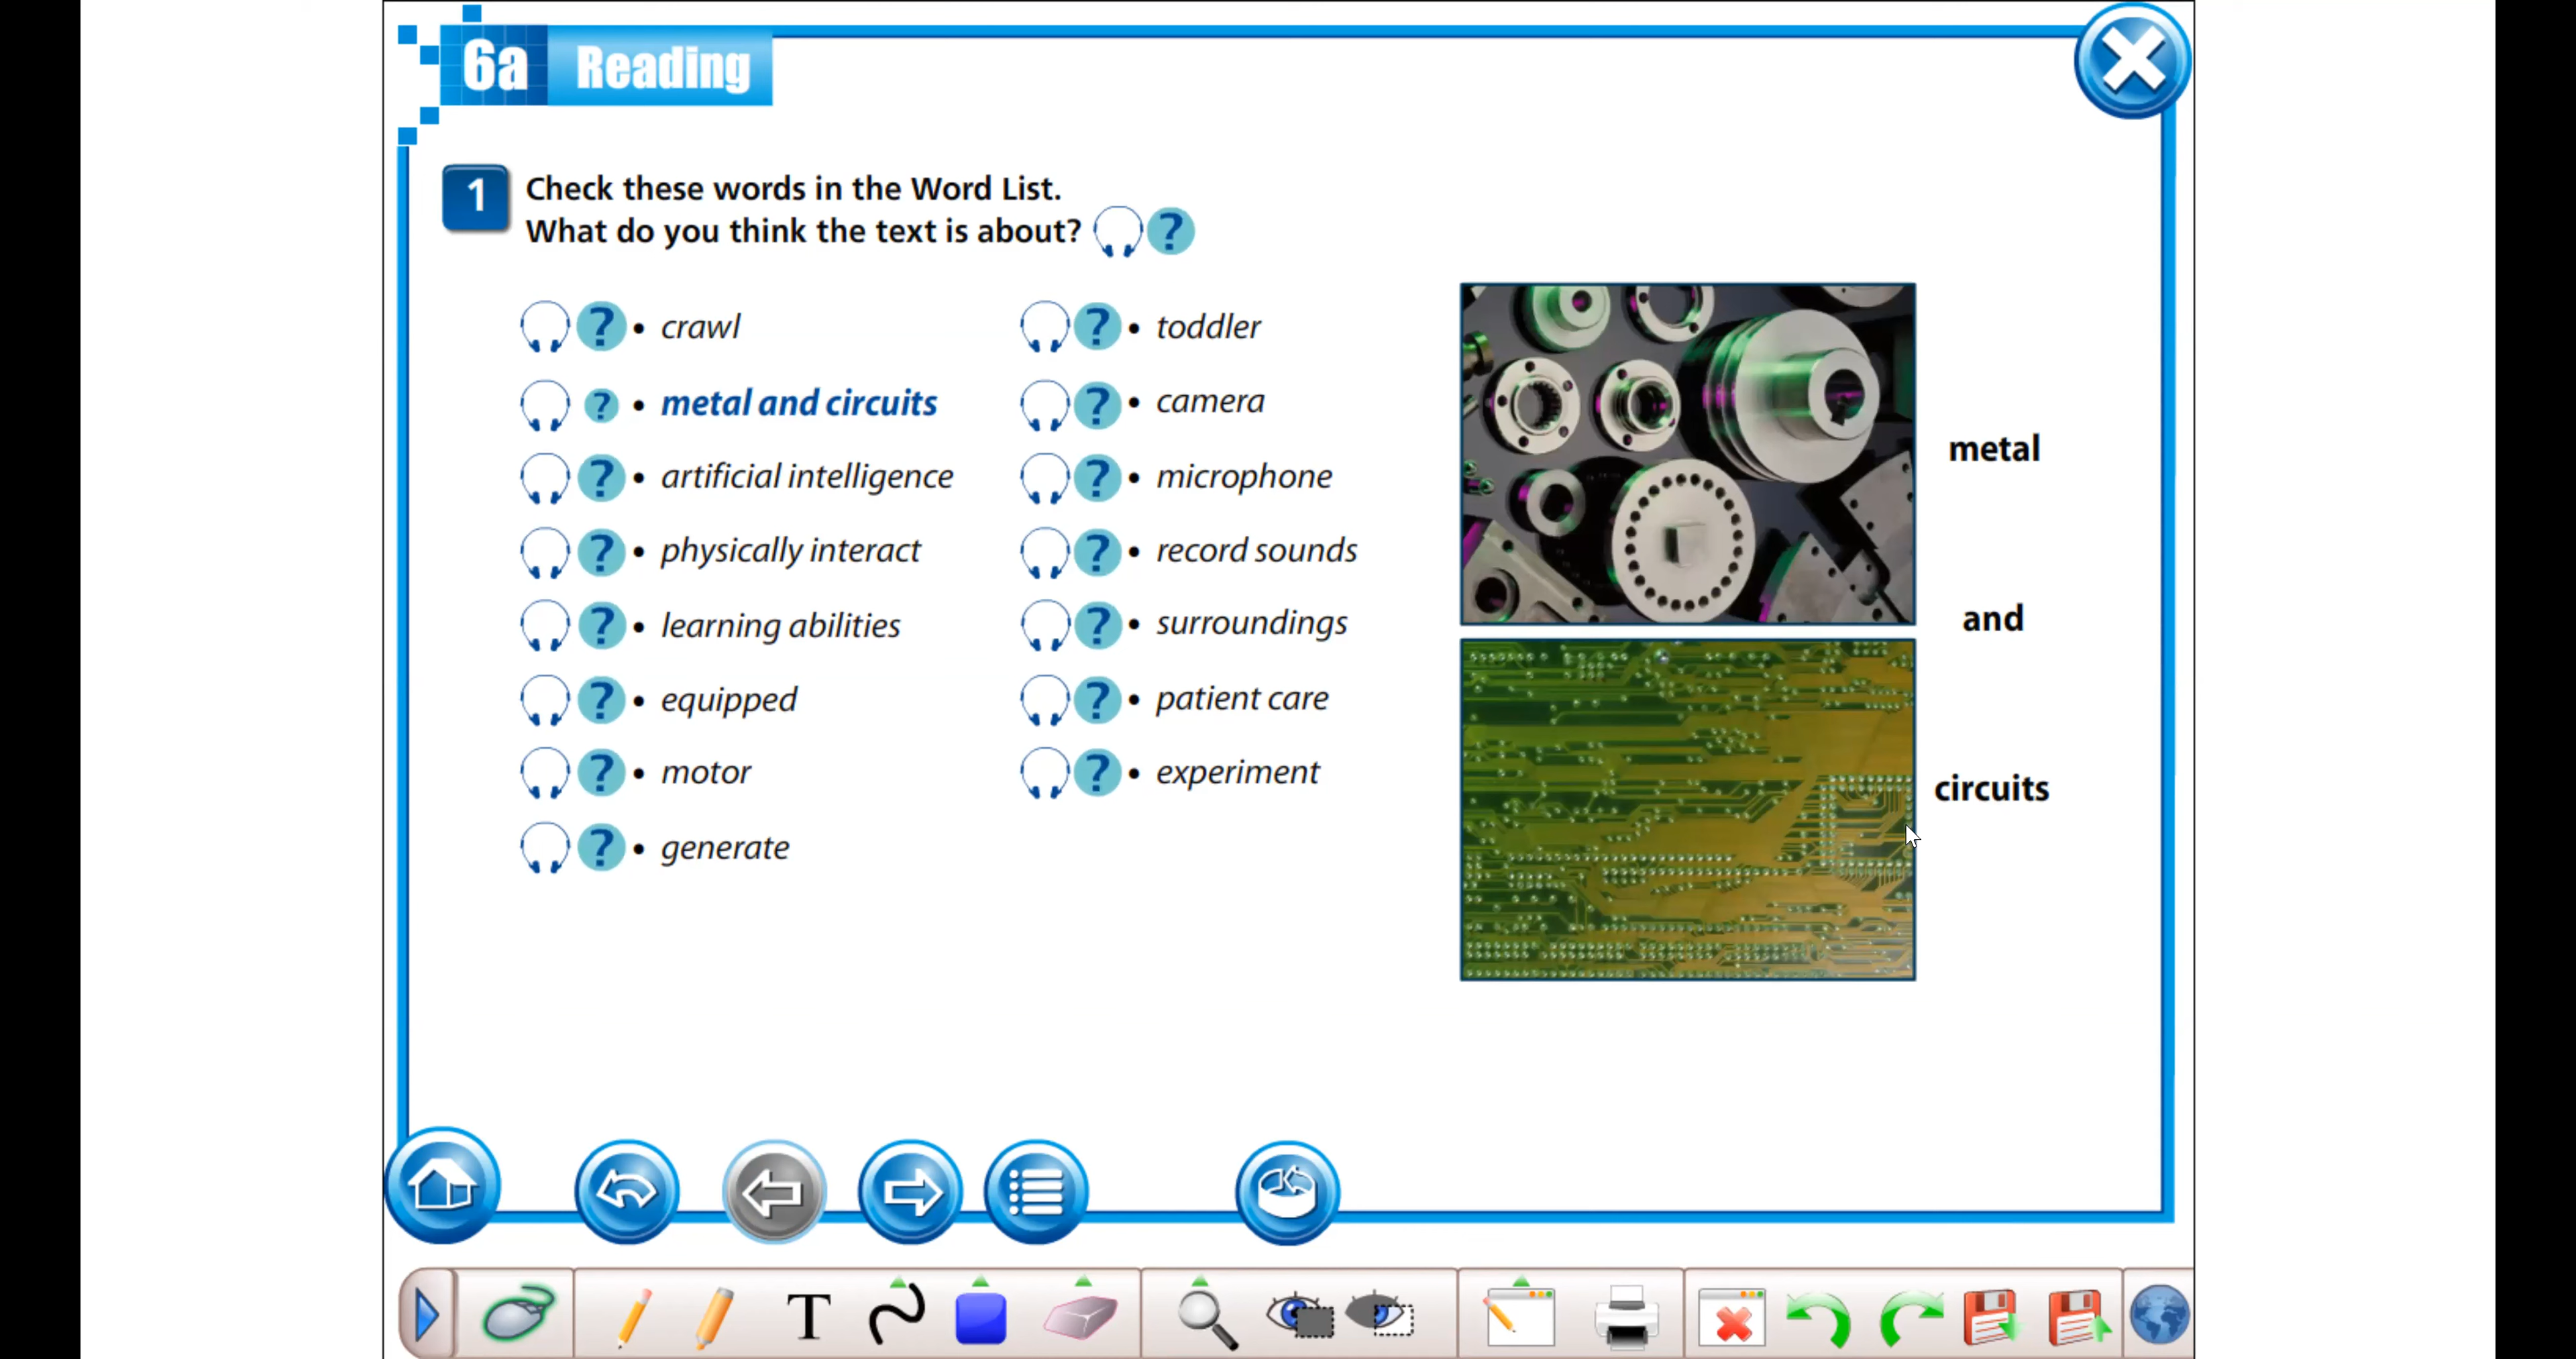 6a Reading
1 Check these words in the Word List.
What do you think the text is about? ?
? • crawl
? • metal and circuits
? • artificial intelligence
? • physically interact
? • learning abilities
? • equipped
? • motor
? • generate
? • toddler
? • camera
? • microphone
? • record sounds
? • surroundings
? • patient care
? • experiment
metal
and
circuits
T